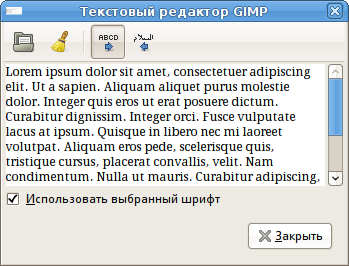 Текстовый редактор GIMP
ABCD السلام
Lorem ipsum dolor sit amet, consectetuer adipiscing
elit. Ut a sapien. Aliquam aliquet purus molestie
dolor. Integer quis eros ut erat posuere dictum.
Curabitur dignissim. Integer orci. Fusce vulputate
lacus at ipsum. Quisque in libero nec mi laoreet
volutpat. Aliquam eros pede, scelerisque quis,
tristique cursus, placerat convallis, velit. Nam
condimentum. Nulla ut mauris. Curabitur adipiscing,
Использовать выбранный шрифт
Закрыть